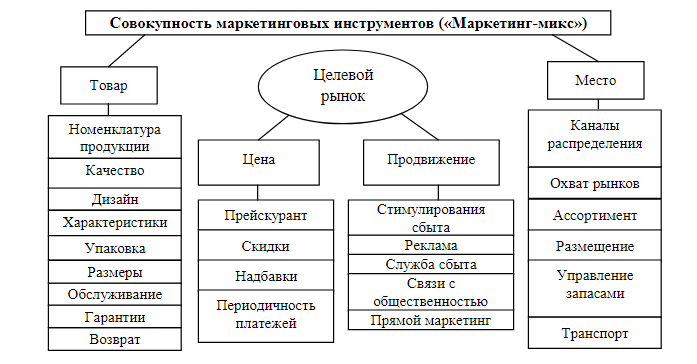 Совокупность маркетинговых инструментов («Маркетинг-микс»)
Товар
Номенклатура
продукции
Качество
Дизайн
Характеристики
Упаковка
Размеры
Обслуживание
Гарантии
Возврат
Целевой
рынок
Цена
Прейскурант
Скидки
Надбавки
Периодичность
платежей
Продвижение
Стимулирования
сбыта
Реклама
Служба сбыта
Связи с
общественностью
Прямой маркетинг
Место
Каналы
распределения
Охват рынков
Ассортимент
Размещение
Управление
запасами
Транспорт